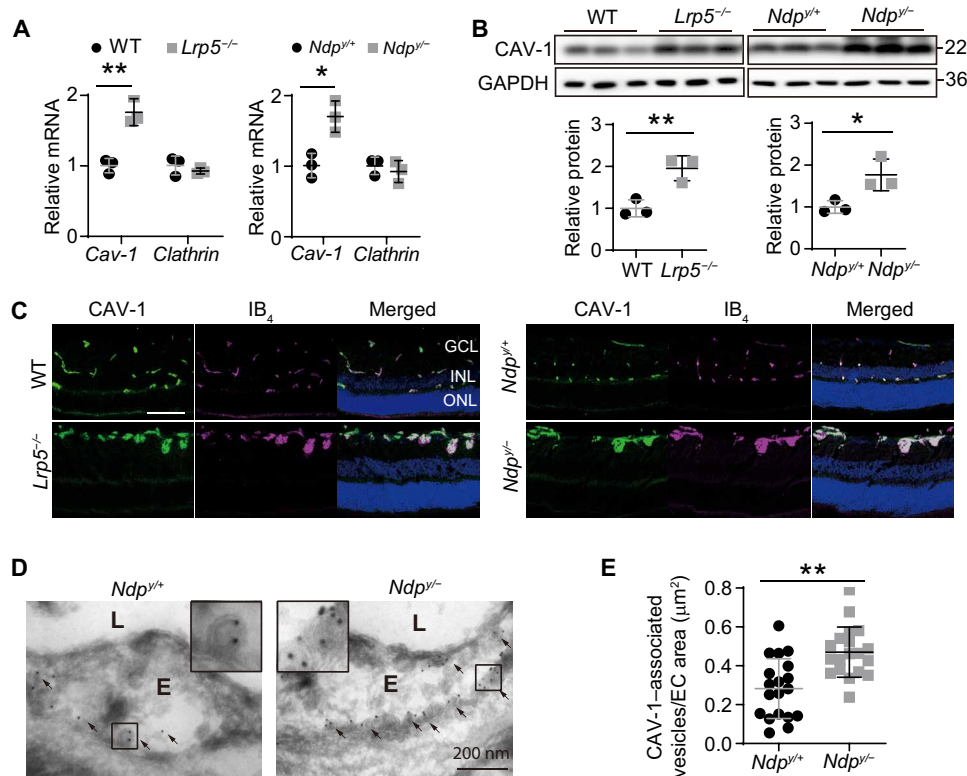 A
WT Lrp5−/−
Ndpy/+ Ndpy/−
**
*
Relative mRNA
2
1
0
Cav-1 Clathrin
Relative mRNA
2
1
0
Cav-1 Clathrin
B
WT Lrp5−/− Ndpy/+ Ndpy/−
CAV-1
22
GAPDH
36
**
Relative protein
3
2
1
0
WT Lrp5−/−
*
Relative protein
3
2
1
0
Ndpy/+ Ndpy/−
C
CAV-1 IB4 Merged
WT
GCL
INL
ONL
Lrp5−/−
CAV-1 IB4 Merged
Ndpy/+
Ndpy/−
D
Ndpy/+
L
E
Ndpy/−
L
E
200 nm
E
**
CAV-1–associated
vesicles/EC area (μm2)
0.8
0.6
0.4
0.2
0.0
Ndpy/+ Ndpy/−